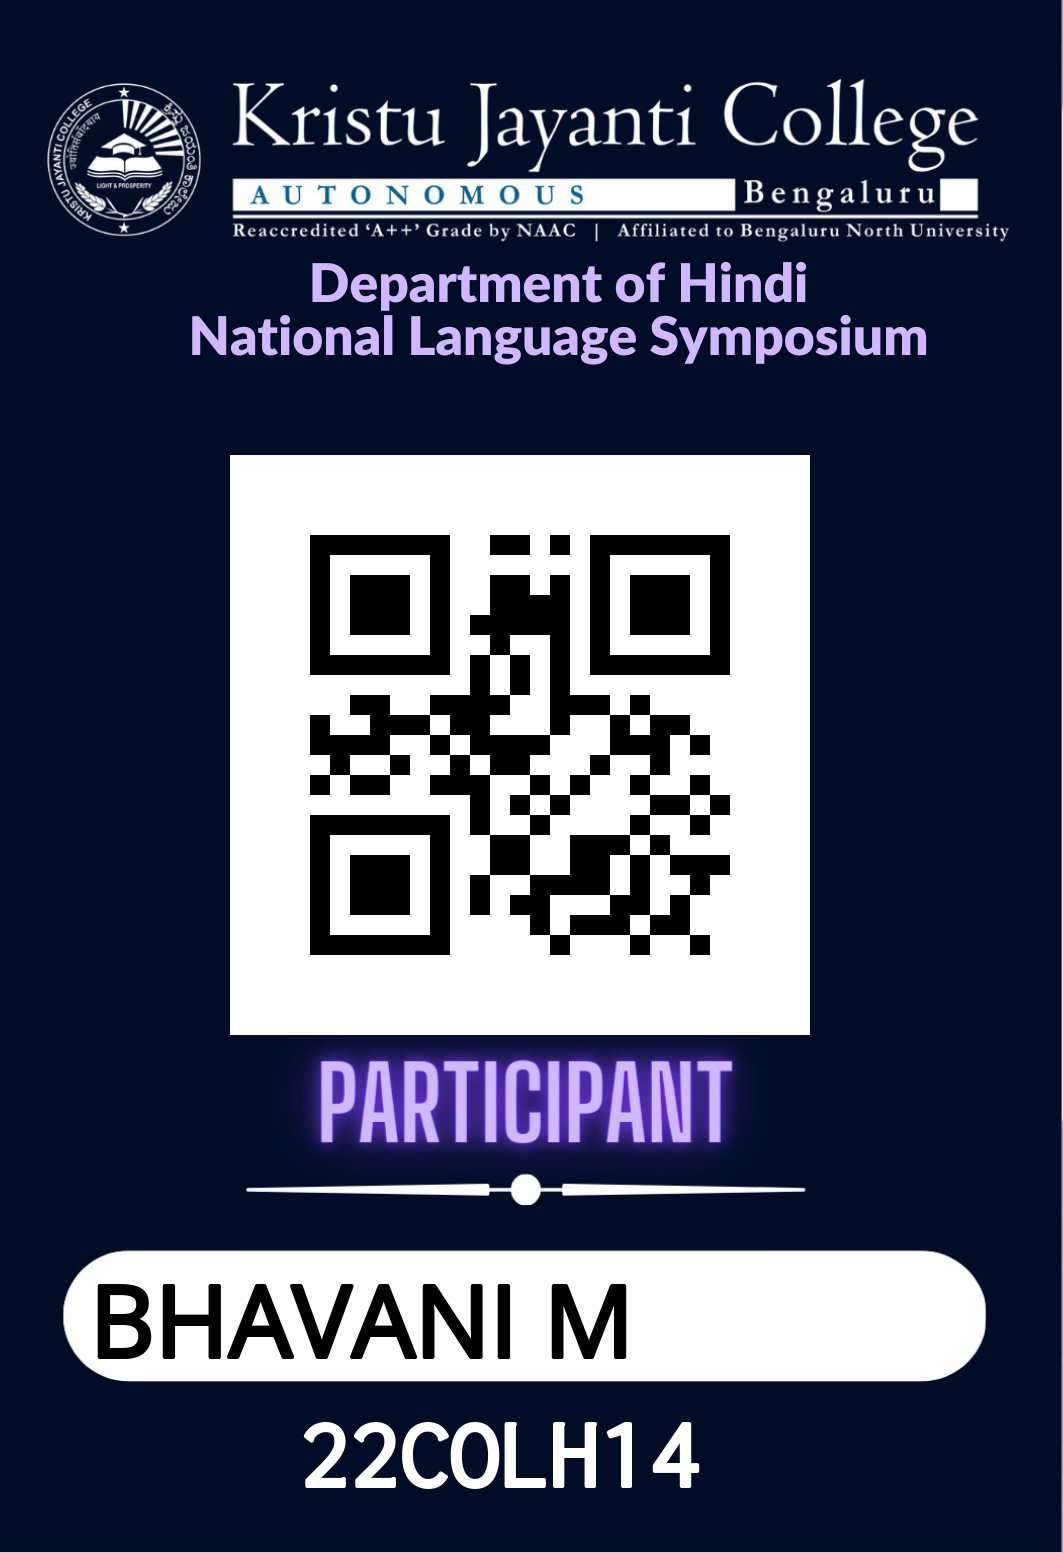 KRISTU JAYANTI COLLEGE
LIGHT & PROSPERITY
Kristu Jayanti College
AUTONOMOUS Bengaluru
Reaccredited ‘A++’ Grade by NAAC | Affiliated to Bengaluru North University
Department of Hindi
National Language Symposium
PARTICIPANT
BHAVANI M
22COLH14